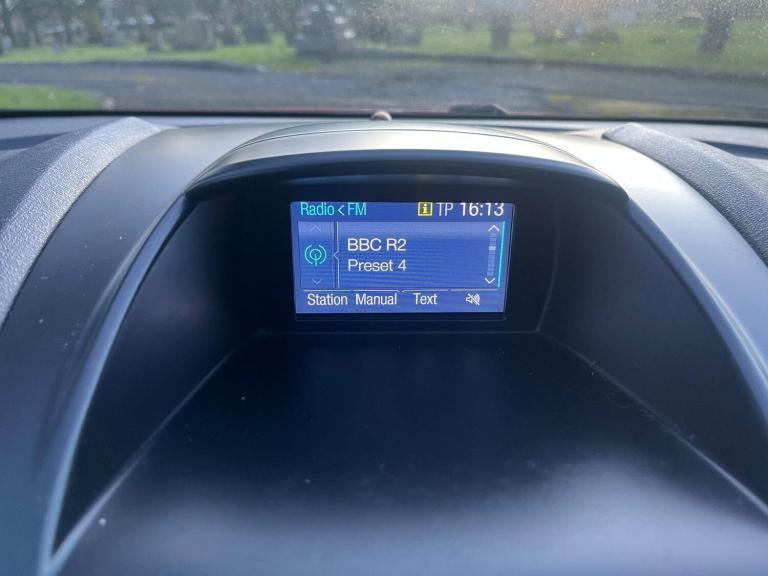 Radio < FM i TP 16:13
BBC R2
Preset 4
Station Manual Text